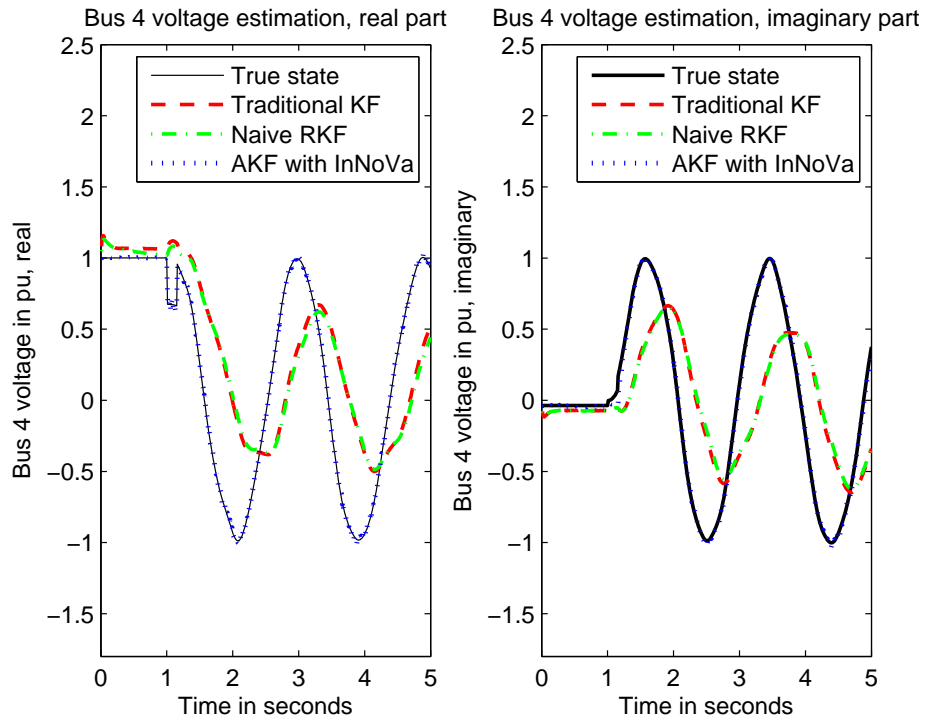 Bus 4 voltage estimation, real part
2.5
2
1.5
1
0.5
0
−0.5
−1
−1.5
0 1 2 3 4 5
Bus 4 voltage in pu, real
Time in seconds
True state
Traditional KF
Naive RKF
AKF with InNoVa
Bus 4 voltage estimation, imaginary part
2.5
2
1.5
1
0.5
0
−0.5
−1
−1.5
0 1 2 3 4 5
Bus 4 voltage in pu, imaginary
Time in seconds
True state
Traditional KF
Naive RKF
AKF with InNoVa